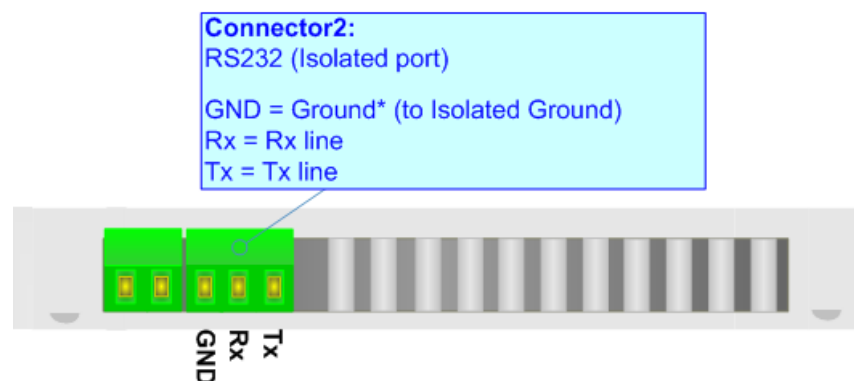 Connector2:
RS232 (Isolated port)
GND = Ground* (to Isolated Ground)
Rx = Rx line
Tx = Tx line
GND
Rx
Tx